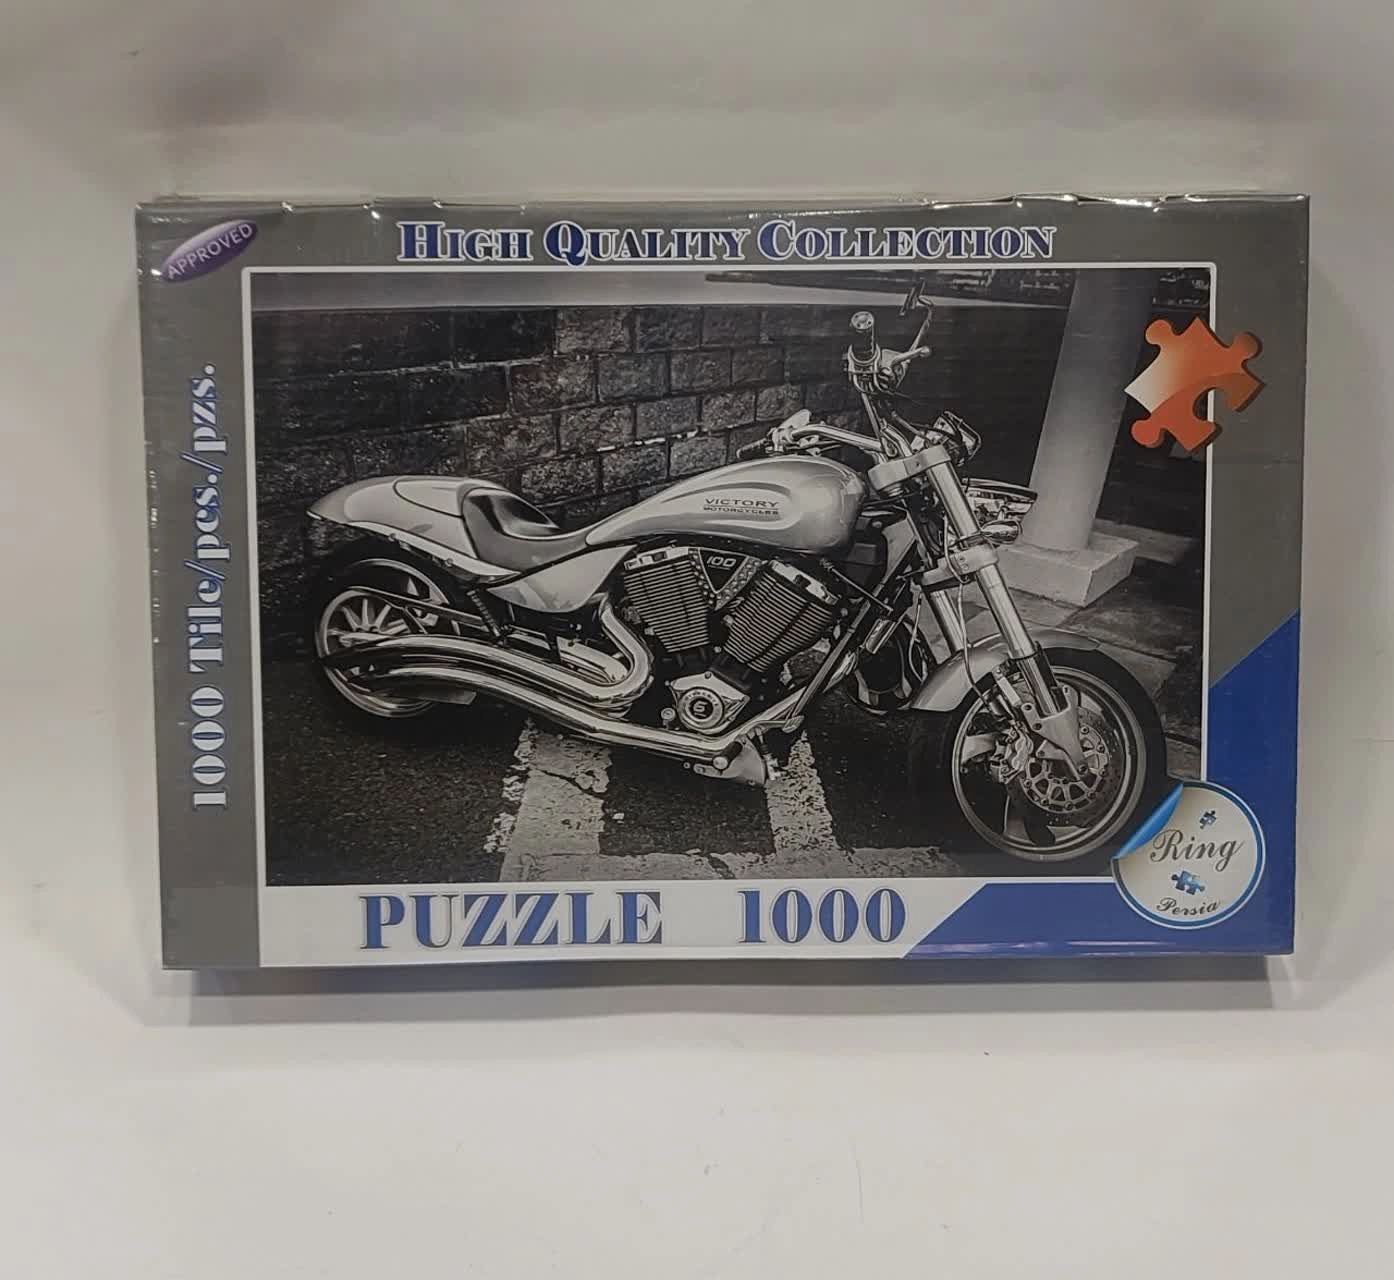 APPROVED
HIGH QUALITY COLLECTION
1000 Tile/pcs./pzs.
VICTORY
MOTORCYCLES
100
PUZZLE 1000
Ring
Persia